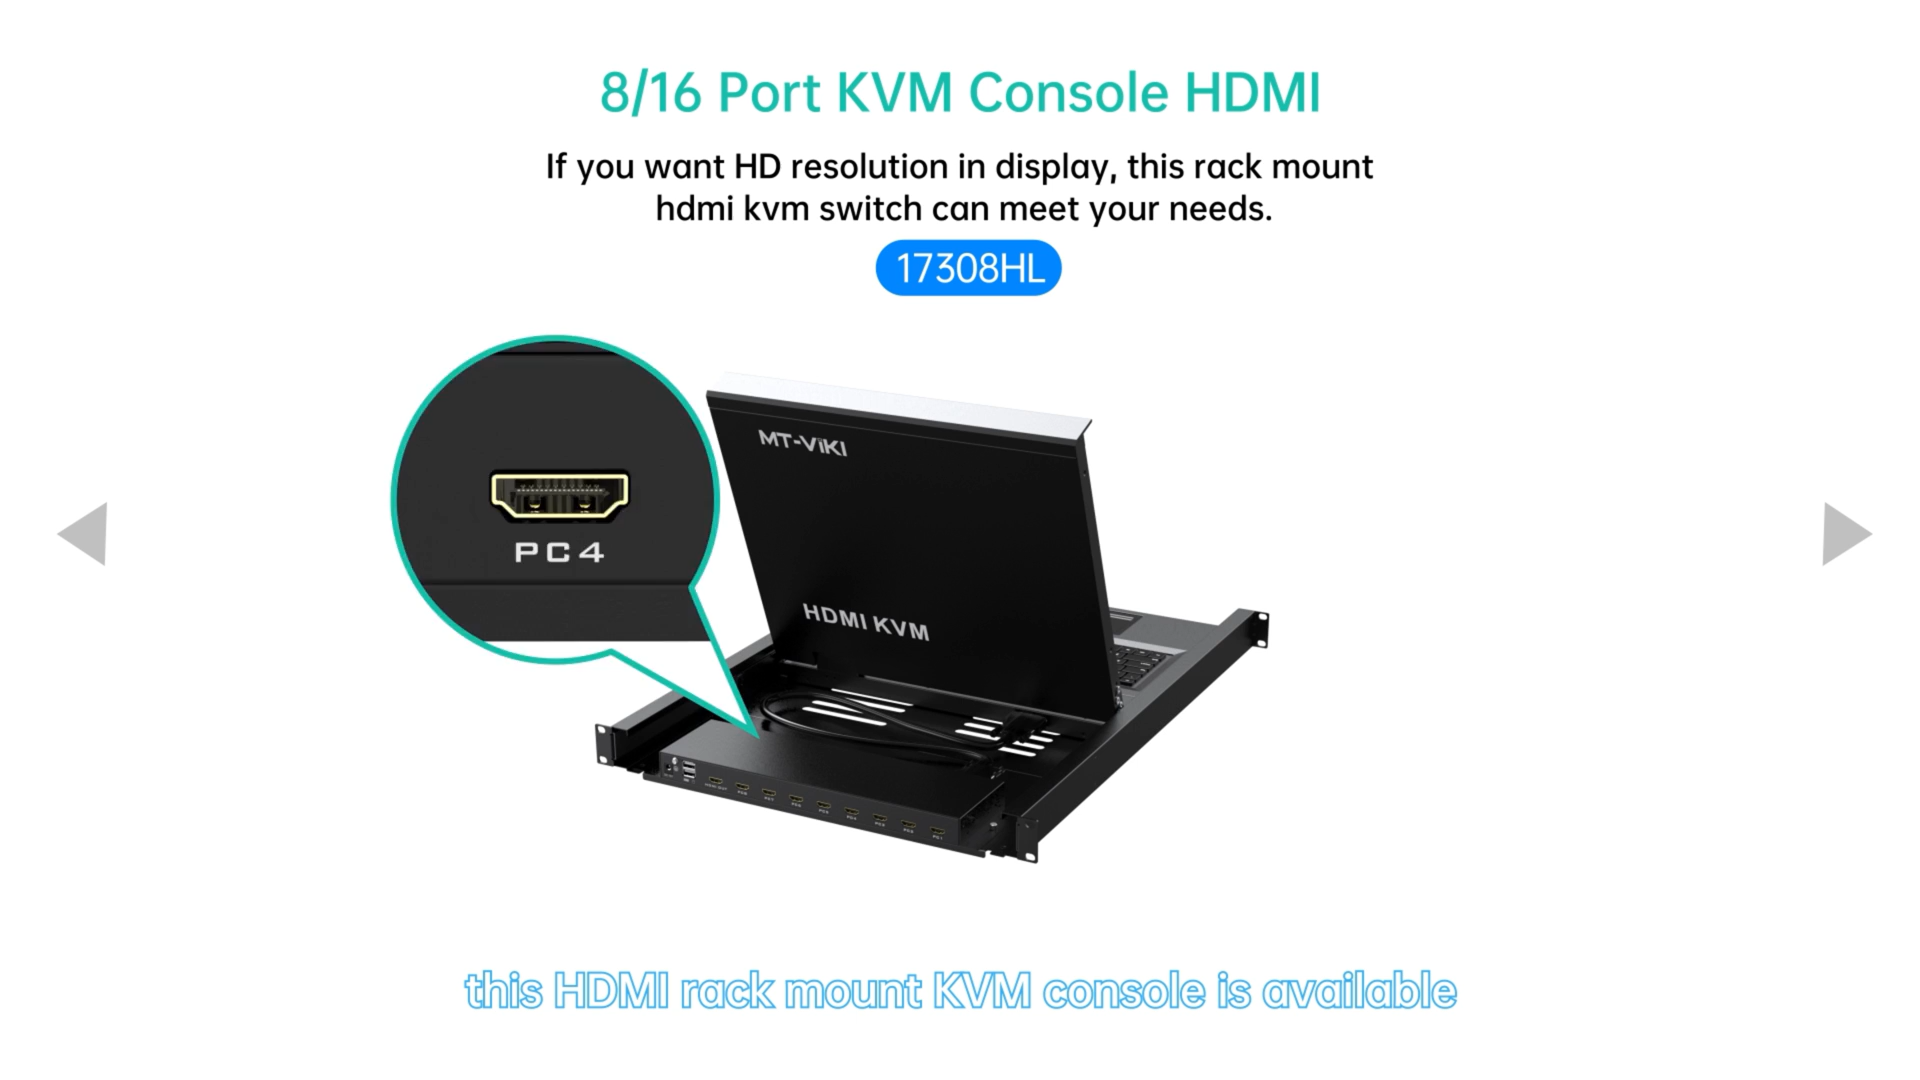 8/16 Port KVM Console HDMI
If you want HD resolution in display, this rack mount
hdmi kvm switch can meet your needs.
17308HL
MT-ViKI
PC4
HDMI KVM
this HDMI rack mount KVM console is available